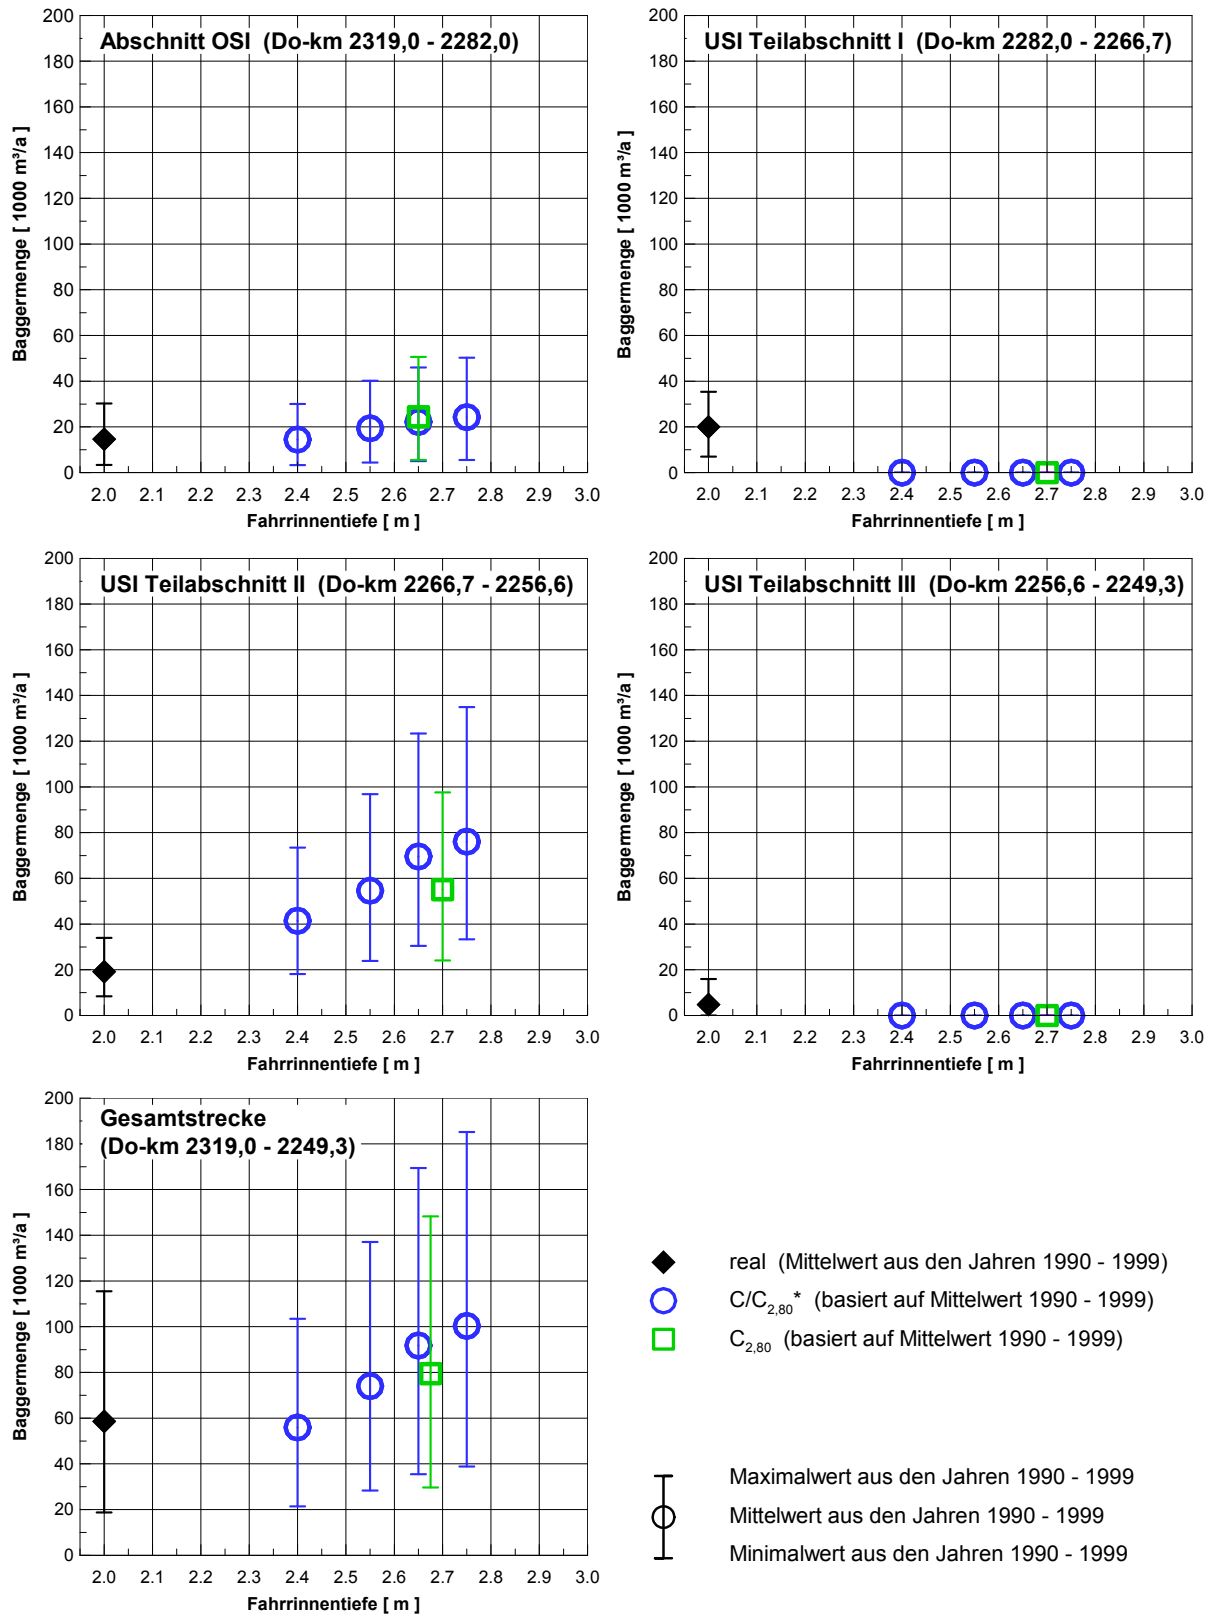 Abschnitt OSI (Do-km 2319,0 - 2282,0)
Baggermenge [ 1000 m³/a ]
200
180
160
140
120
100
80
60
40
20
0
2.0 2.1 2.2 2.3 2.4 2.5 2.6 2.7 2.8 2.9 3.0
Fahrrinnentiefe [ m ]
USI Teilabschnitt I (Do-km 2282,0 - 2266,7)
Baggermenge [ 1000 m³/a ]
200
180
160
140
120
100
80
60
40
20
0
2.0 2.1 2.2 2.3 2.4 2.5 2.6 2.7 2.8 2.9 3.0
Fahrrinnentiefe [ m ]
USI Teilabschnitt II (Do-km 2266,7 - 2256,6)
Baggermenge [ 1000 m³/a ]
200
180
160
140
120
100
80
60
40
20
0
2.0 2.1 2.2 2.3 2.4 2.5 2.6 2.7 2.8 2.9 3.0
Fahrrinnentiefe [ m ]
USI Teilabschnitt III (Do-km 2256,6 - 2249,3)
Baggermenge [ 1000 m³/a ]
200
180
160
140
120
100
80
60
40
20
0
2.0 2.1 2.2 2.3 2.4 2.5 2.6 2.7 2.8 2.9 3.0
Fahrrinnentiefe [ m ]
Gesamtstrecke
(Do-km 2319,0 - 2249,3)
Baggermenge [ 1000 m³/a ]
200
180
160
140
120
100
80
60
40
20
0
2.0 2.1 2.2 2.3 2.4 2.5 2.6 2.7 2.8 2.9 3.0
Fahrrinnentiefe [ m ]
real (Mittelwert aus den Jahren 1990 - 1999)
C/C2,80* (basiert auf Mittelwert 1990 - 1999)
C2,80 (basiert auf Mittelwert 1990 - 1999)
Maximalwert aus den Jahren 1990 - 1999
Mittelwert aus den Jahren 1990 - 1999
Minimalwert aus den Jahren 1990 - 1999